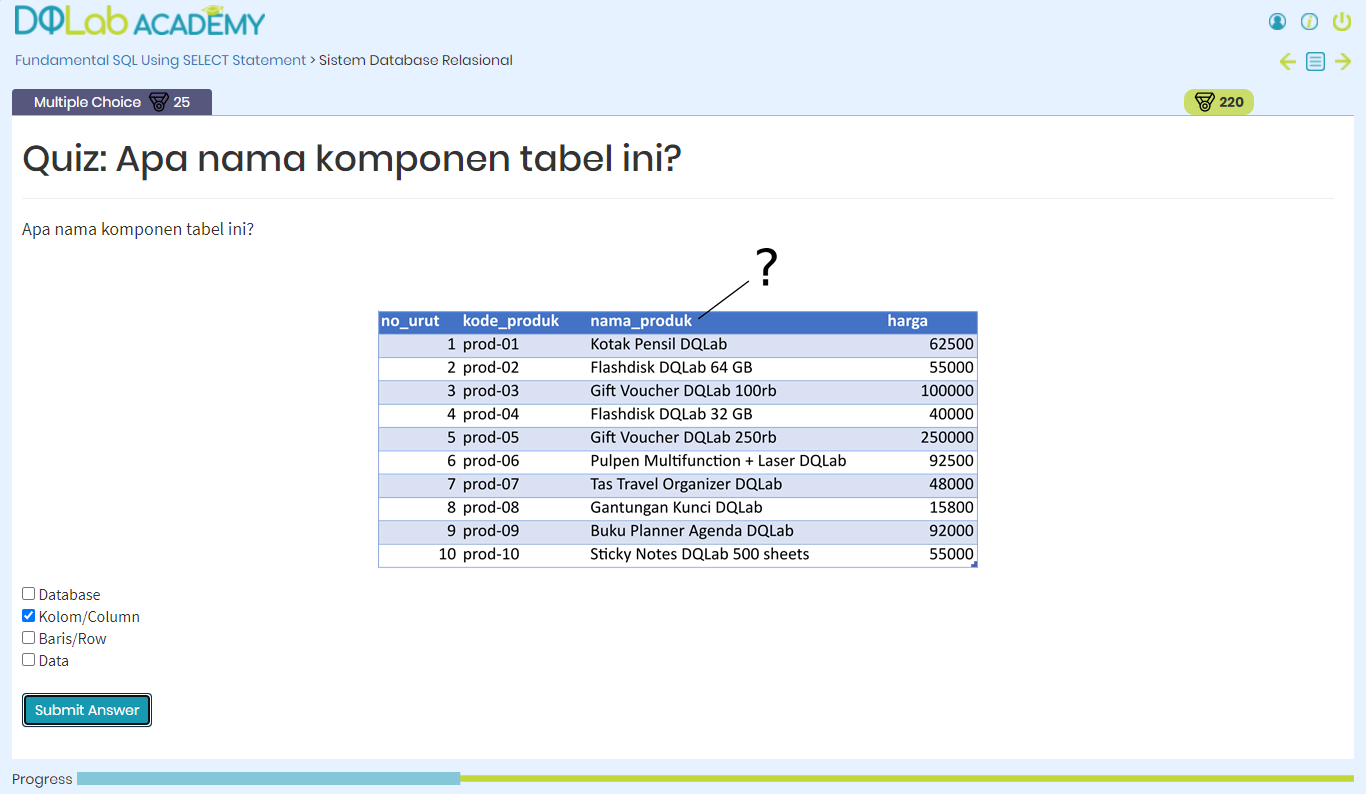 DQLab ACADEMY
Fundamental SQL Using SELECT Statement > Sistem Database Relasional
Multiple Choice 25
220
Quiz: Apa nama komponen tabel ini?
Apa nama komponen tabel ini?
?
no_urut kode_produk nama_produk harga
1 prod-01 Kotak Pensil DQLab 62500
2 prod-02 Flashdisk DQLab 64 GB 55000
3 prod-03 Gift Voucher DQLab 100rb 100000
4 prod-04 Flashdisk DQLab 32 GB 40000
5 prod-05 Gift Voucher DQLab 250rb 250000
6 prod-06 Pulpen Multifunction + Laser DQLab 92500
7 prod-07 Tas Travel Organizer DQLab 48000
8 prod-08 Gantungan Kunci DQLab 15800
9 prod-09 Buku Planner Agenda DQLab 92000
10 prod-10 Sticky Notes DQLab 500 sheets 55000
Database
Kolom/Column
Baris/Row
Data
Submit Answer
Progress